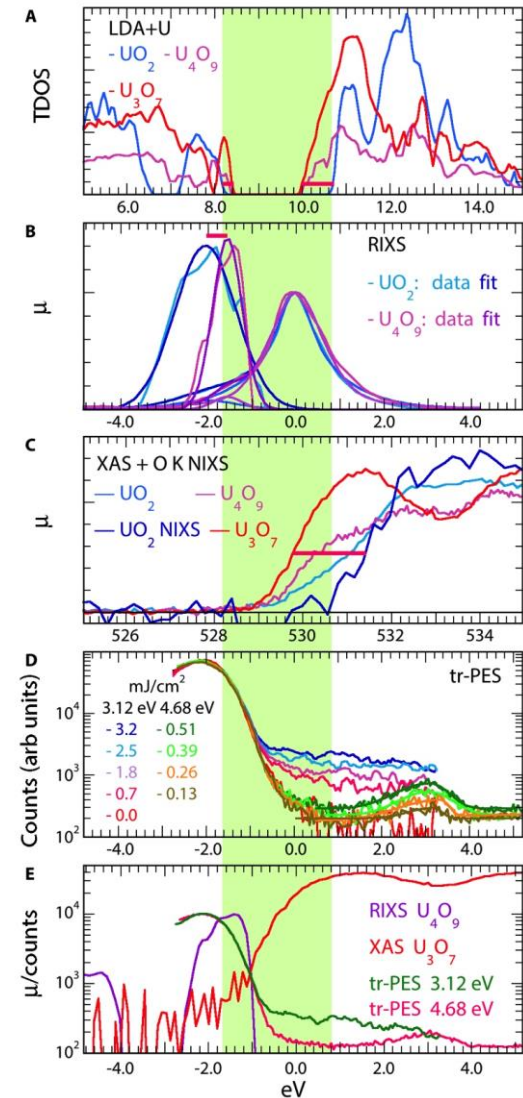 A
LDA+U
- UO2 - U4O9
- U3O7
TDOS
6.0 8.0 10.0 12.0 14.0
B
RIXS
- UO2: data fit
- U4O9: data fit
μ
-4.0 -2.0 0.0 2.0 4.0
C
XAS + O K NIXS
— UO2 — U4O9
— UO2 NIXS — U3O7
μ
526 528 530 532 534
D
tr-PES
mJ/cm2
3.12 eV 4.68 eV
- 3.2 - 0.51
- 2.5 - 0.39
- 1.8 - 0.26
- 0.7 - 0.13
- 0.0
Counts (arb units)
10^4
10^3
10^2
-4.0 -2.0 0.0 2.0 4.0
E
RIXS U4O9
XAS U3O7
tr-PES 3.12 eV
tr-PES 4.68 eV
μ/counts
10^4
10^3
10^2
-4.0 -2.0 0.0 2.0 4.0
eV